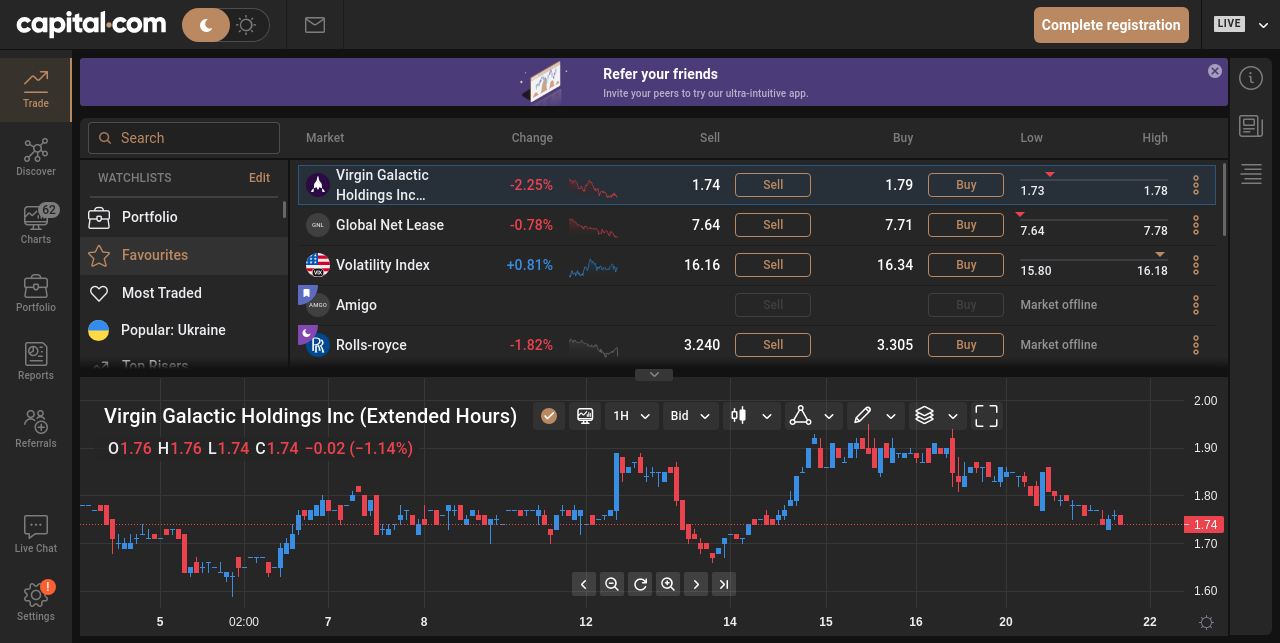 capital.com
Complete registration
LIVE
Refer your friends
Invite your peers to try our ultra-intuitive app.
Trade
Discover
62
Charts
Portfolio
Reports
Referrals
Live Chat
!
Settings
Search
Market Change Sell Buy Low High
WATCHLISTS Edit
Portfolio
Favourites
Most Traded
Popular: Ukraine
Top Risers
Virgin Galactic
Holdings Inc... -2.25% 1.74 Sell 1.79 Buy 1.73 1.78
GNL Global Net Lease -0.78% 7.64 Sell 7.71 Buy 7.64 7.78
VIX Volatility Index +0.81% 16.16 Sell 16.34 Buy 15.80 16.18
AMGO Amigo Sell Buy Market offline
Rolls-royce -1.82% 3.240 Sell 3.305 Buy Market offline
Virgin Galactic Holdings Inc (Extended Hours) 1H Bid
O1.76 H1.76 L1.74 C1.74 −0.02 (−1.14%)
2.00
1.90
1.80
1.74
1.70
1.60
5 02:00 7 8 12 14 15 16 20 22